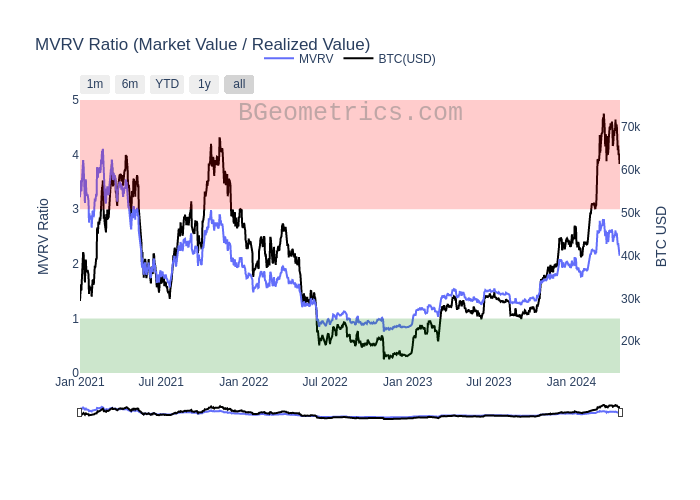 MVRV Ratio (Market Value / Realized Value)
MVRV BTC(USD)
1m 6m YTD 1y all
BGeometrics.com
5
4
3
2
1
0
MVRV Ratio
70k
60k
50k
40k
30k
20k
BTC USD
Jan 2021 Jul 2021 Jan 2022 Jul 2022 Jan 2023 Jul 2023 Jan 2024